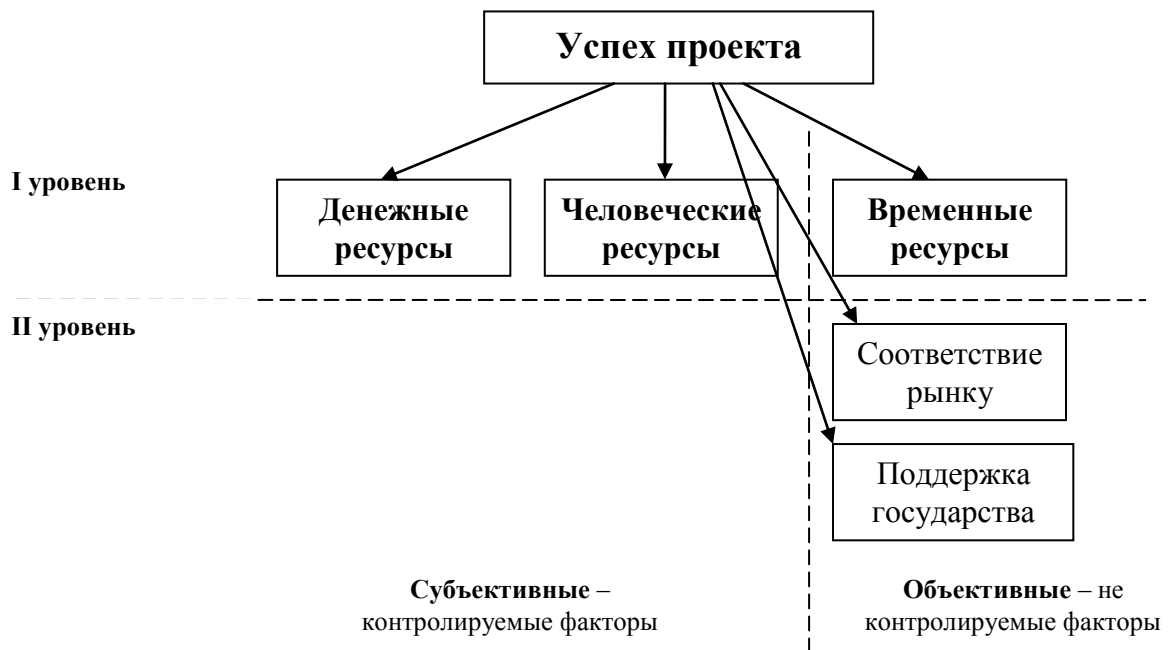 Успех проекта
I уровень
Денежные
ресурсы
Человеческие
ресурсы
Временные
ресурсы
II уровень
Соответствие
рынку
Поддержка
государства
Субъективные –
контролируемые факторы
Объективные – не
контролируемые факторы